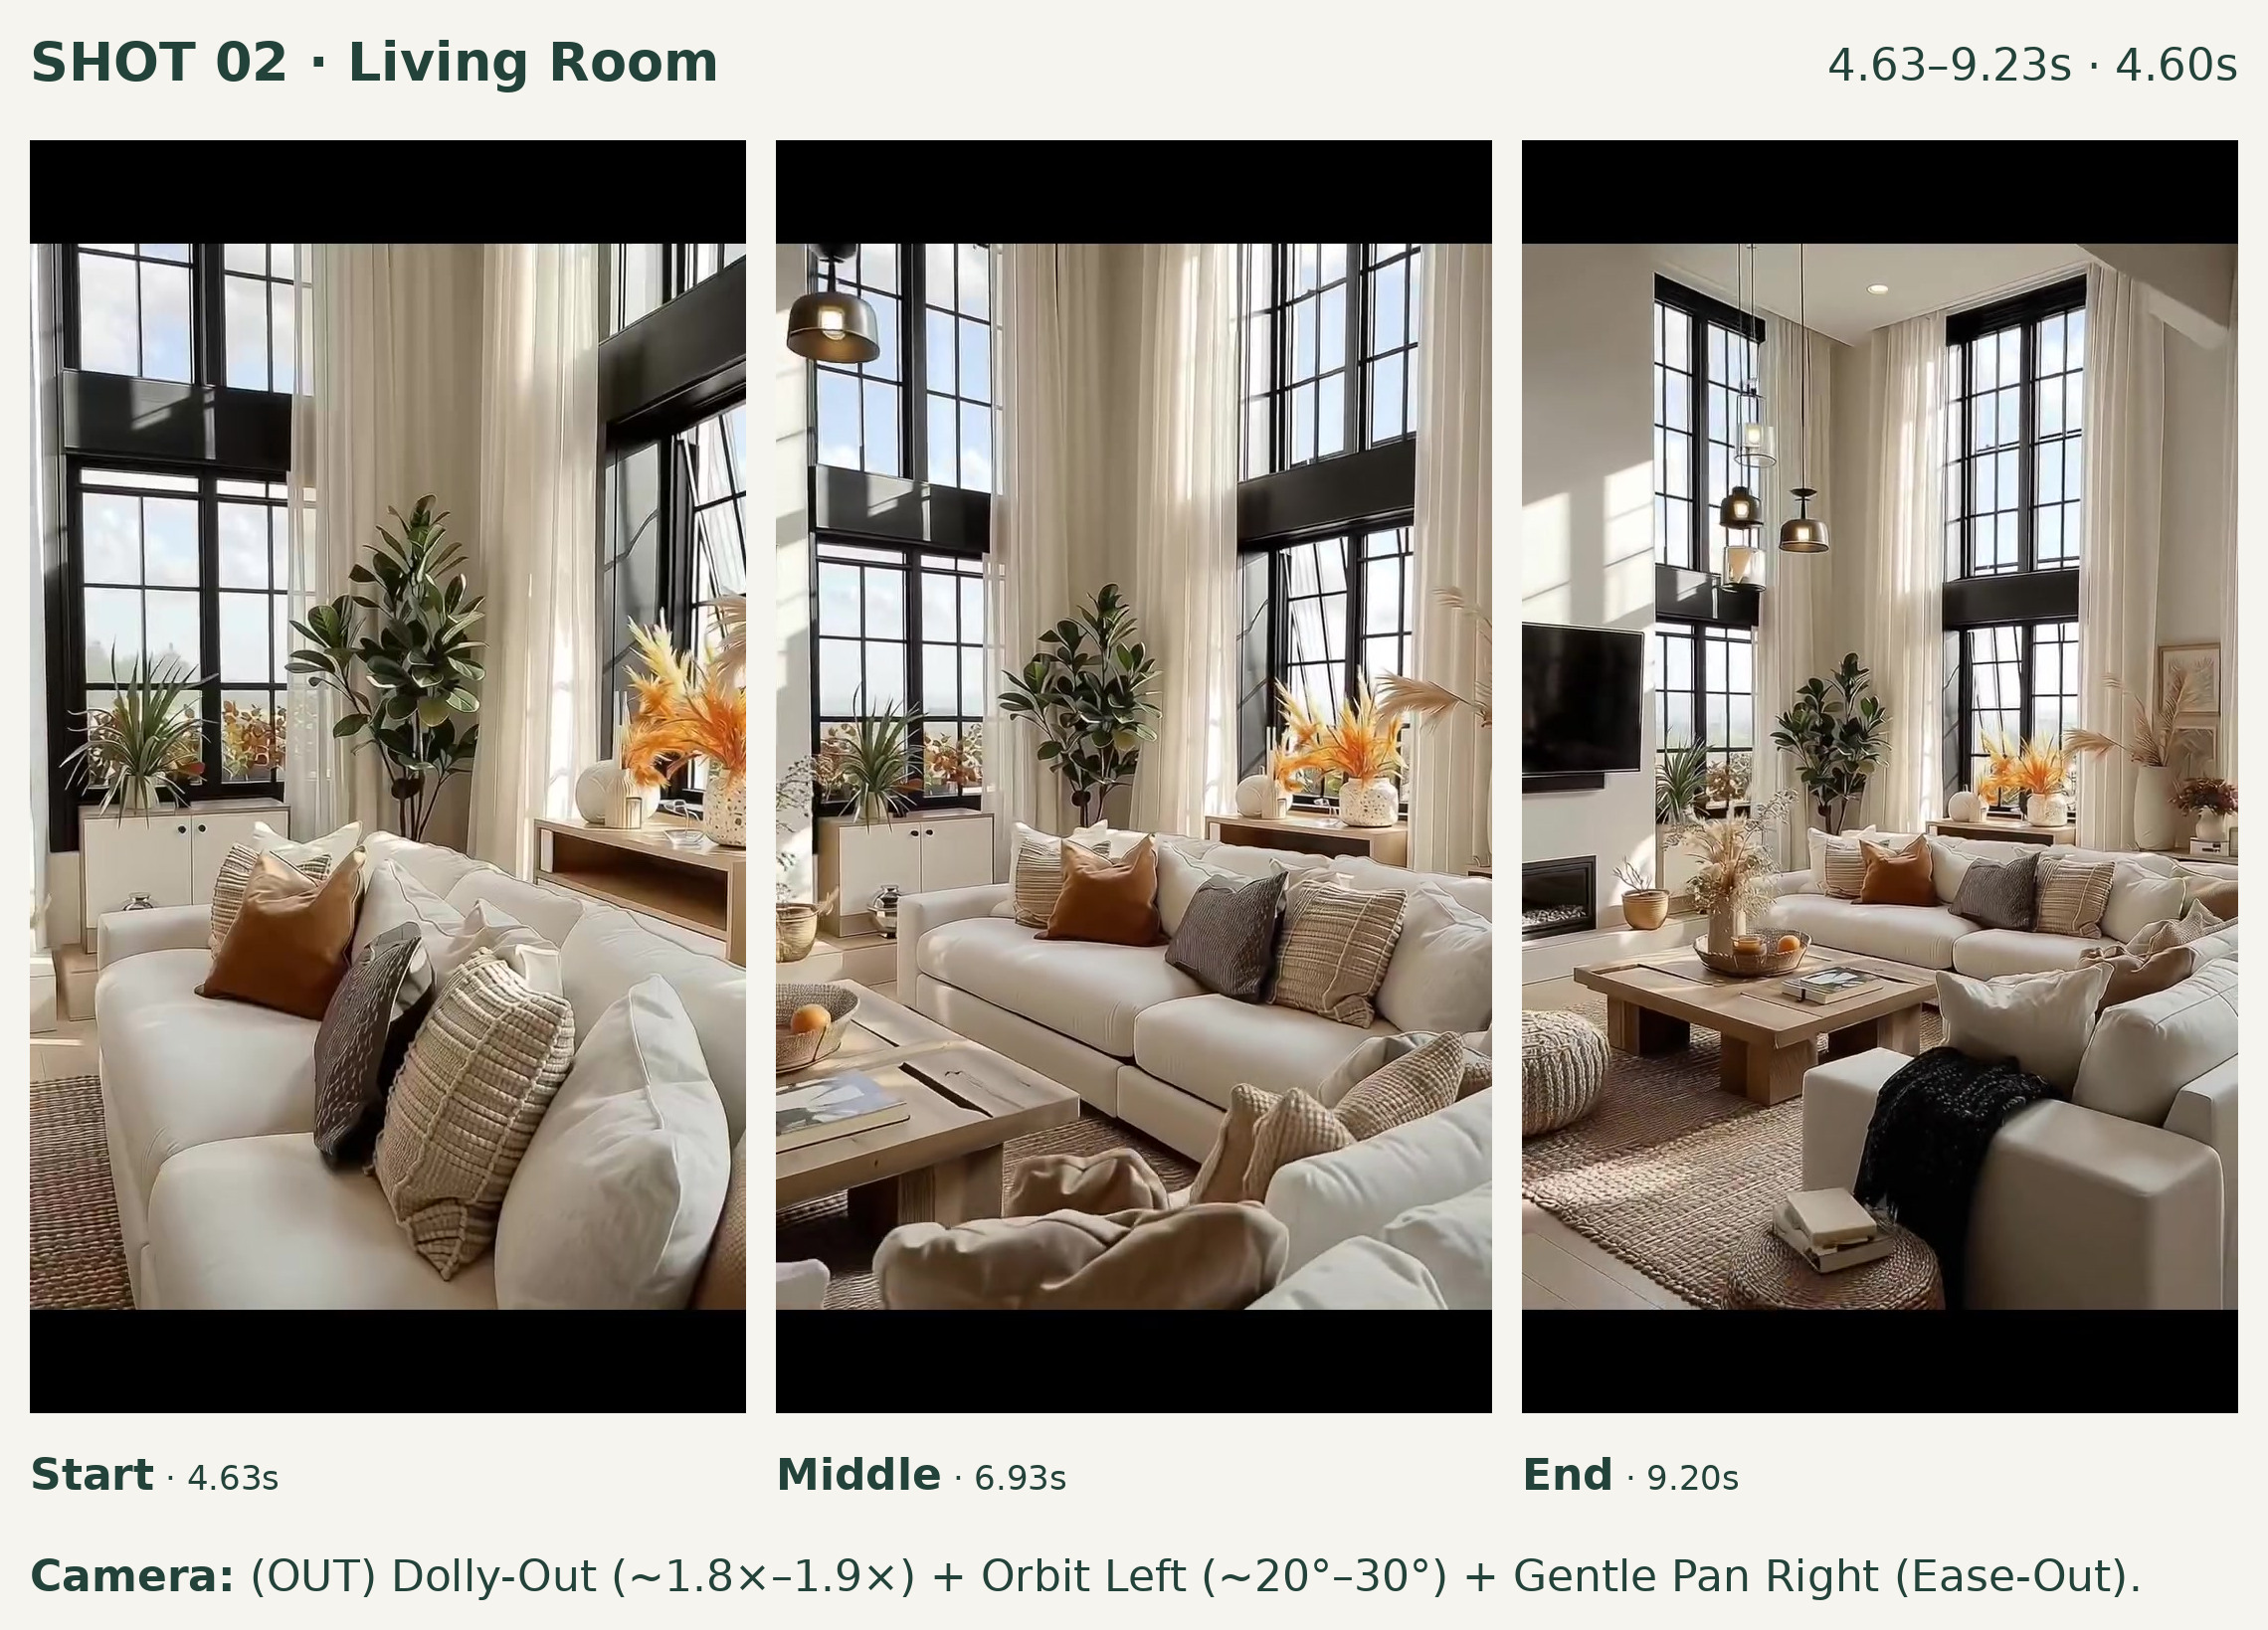 SHOT 02 · Living Room
4.63–9.23s · 4.60s
Start · 4.63s
Middle · 6.93s
End · 9.20s
Camera: (OUT) Dolly-Out (~1.8×–1.9×) + Orbit Left (~20°–30°) + Gentle Pan Right (Ease-Out).